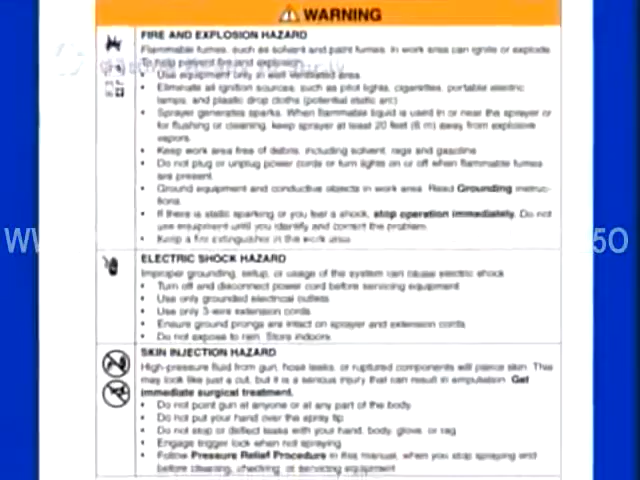 WARNING
FIRE AND EXPLOSION HAZARD
Flammable fumes, such as solvent and paint fumes, in work area can ignite or explode.
To help prevent fire and explosion:
• Use equipment only in well ventilated area.
• Eliminate all ignition sources; such as pilot lights, cigarettes, portable electric
lamps, and plastic drop cloths (potential static arc).
• Sprayer generates sparks. When flammable liquid is used in or near the sprayer or
for flushing or cleaning, keep sprayer at least 20 feet (6 m) away from explosive
vapors.
• Keep work area free of debris, including solvent, rags and gasoline.
• Do not plug or unplug power cords or turn lights on or off when flammable fumes
are present.
• Ground equipment and conductive objects in work area. Read Grounding instruc-
tions.
• If there is static sparking or you feel a shock, stop operation immediately. Do not
use equipment until you identify and correct the problem.
• Keep a fire extinguisher in the work area.
ELECTRIC SHOCK HAZARD
Improper grounding, setup, or usage of the system can cause electric shock.
• Turn off and disconnect power cord before servicing equipment.
• Use only grounded electrical outlets.
• Use only 3-wire extension cords.
• Ensure ground prongs are intact on sprayer and extension cords.
• Do not expose to rain. Store indoors.
SKIN INJECTION HAZARD
High-pressure fluid from gun, hose leaks, or ruptured components will pierce skin. This
may look like just a cut, but it is a serious injury that can result in amputation. Get
immediate surgical treatment.
• Do not point gun at anyone or at any part of the body.
• Do not put your hand over the spray tip.
• Do not stop or deflect leaks with your hand, body, glove, or rag.
• Engage trigger lock when not spraying.
• Follow Pressure Relief Procedure in this manual, when you stop spraying and
before cleaning, checking, or servicing equipment.